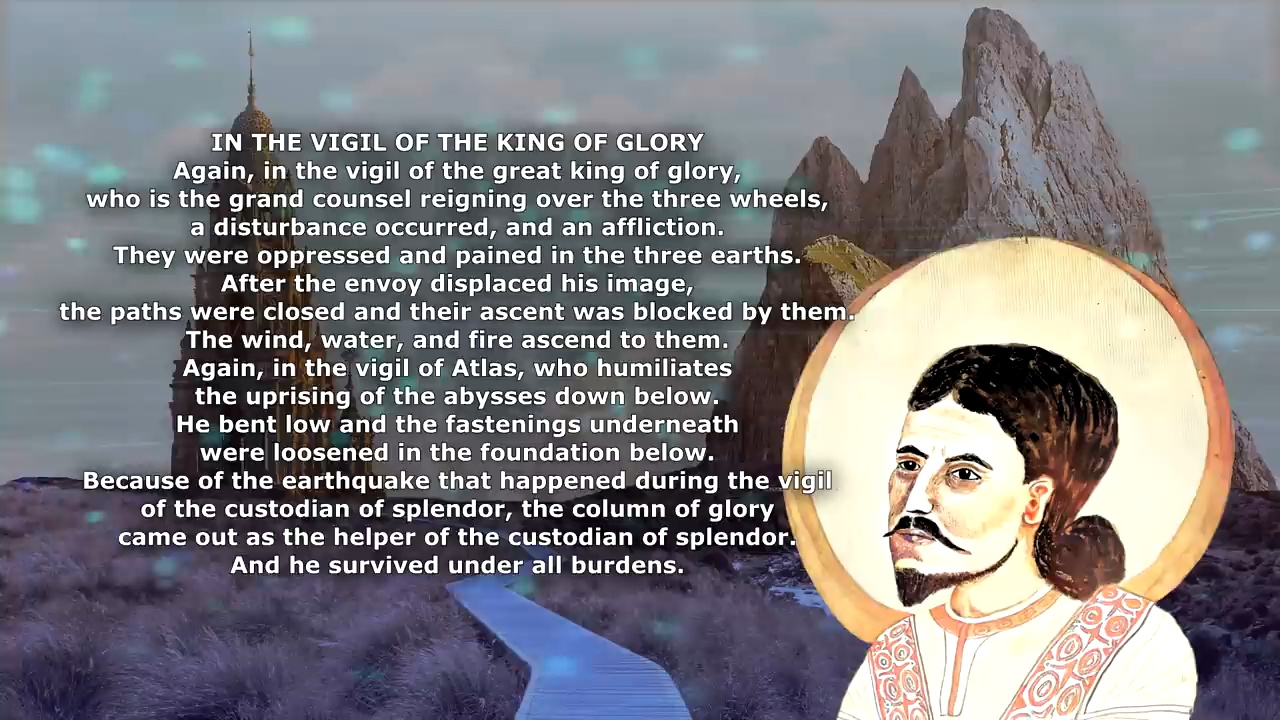 IN THE VIGIL OF THE KING OF GLORY
Again, in the vigil of the great king of glory,
who is the grand counsel reigning over the three wheels,
a disturbance occurred, and an affliction.
They were oppressed and pained in the three earths.
After the envoy displaced his image,
the paths were closed and their ascent was blocked by them.
The wind, water, and fire ascend to them.
Again, in the vigil of Atlas, who humiliates
the uprising of the abysses down below.
He bent low and the fastenings underneath
were loosened in the foundation below.
Because of the earthquake that happened during the vigil
of the custodian of splendor, the column of glory
came out as the helper of the custodian of splendor.
And he survived under all burdens.